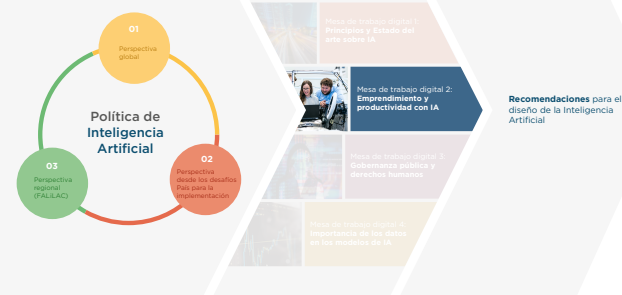 01
Perspectiva
global
Política de
Inteligencia
Artificial
03
Perspectiva
regional
(FALILAC)
02
Perspectiva
desde los desafíos
País para la
implementación
Mesa de trabajo digital 1:
Principios y Estado del
arte sobre IA
Mesa de trabajo digital 2:
Emprendimiento y
productividad con IA
Mesa de trabajo digital 3:
Gobernanza pública y
derechos humanos
Mesa de trabajo digital 4:
Importancia de los datos
en los modelos de IA
Recomendaciones para el
diseño de la Inteligencia
Artificial